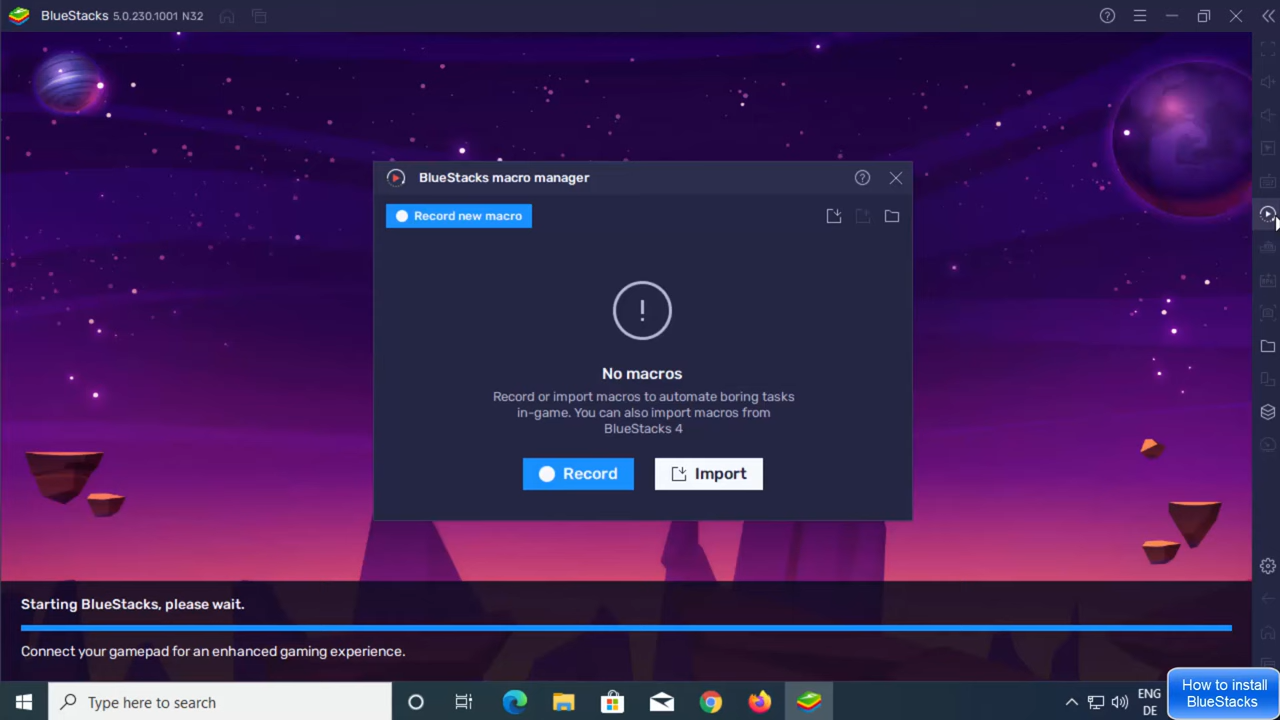 BlueStacks 5.0.230.1001 N32
BlueStacks macro manager
Record new macro
No macros
Record or import macros to automate boring tasks
in-game. You can also import macros from
BlueStacks 4
Record
Import
Starting BlueStacks, please wait.
Connect your gamepad for an enhanced gaming experience.
Type here to search
ENG
DE
How to install
BlueStacks